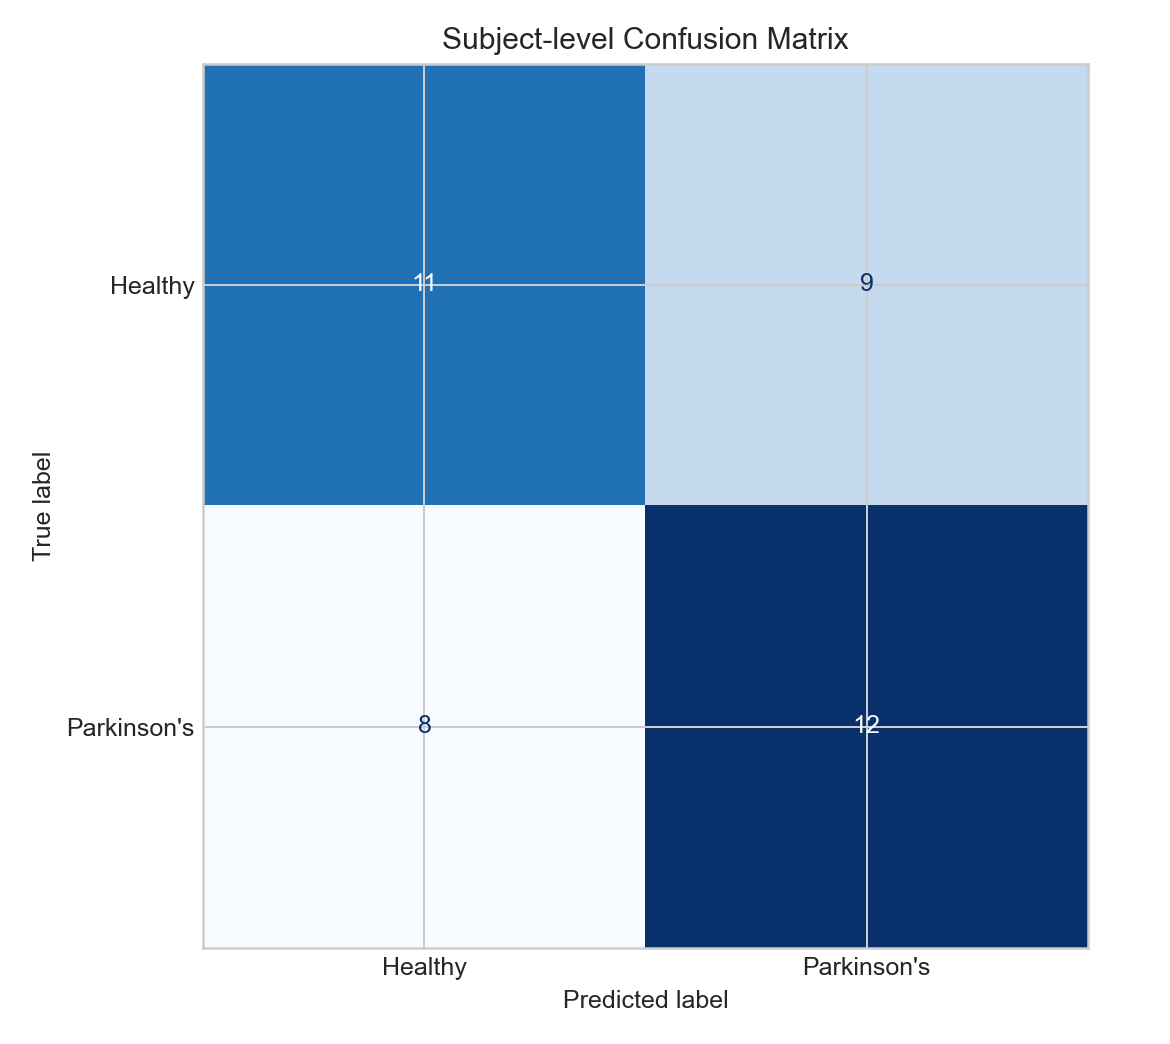 Subject-level Confusion Matrix
Healthy
11
9
True label
Parkinson's
8
12
Healthy
Parkinson's
Predicted label